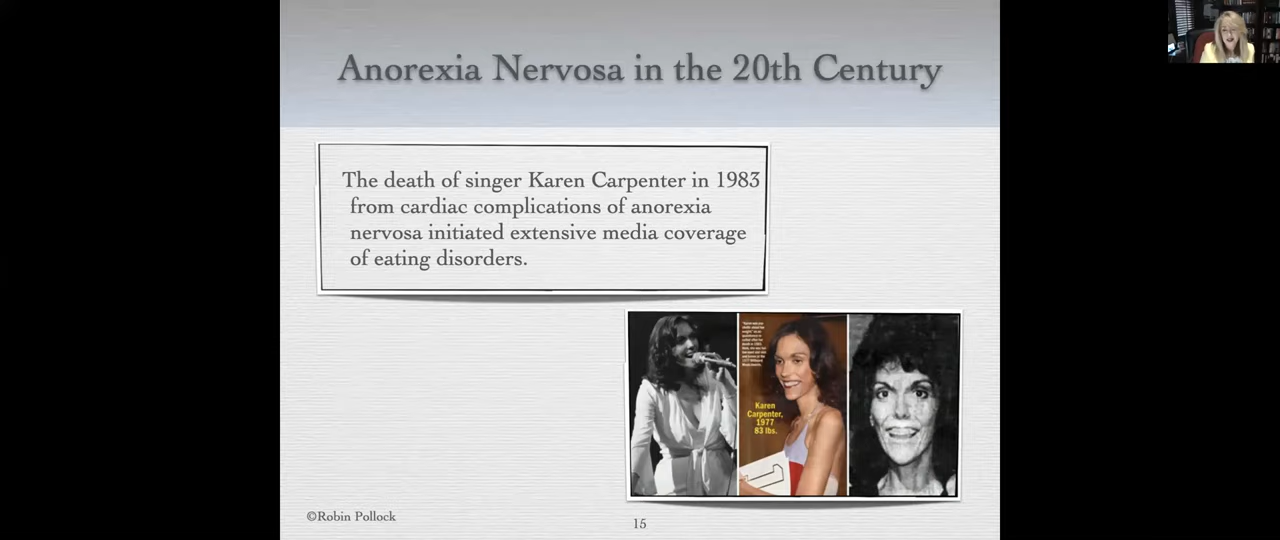 Anorexia Nervosa in the 20th Century
The death of singer Karen Carpenter in 1983
from cardiac complications of anorexia
nervosa initiated extensive media coverage
of eating disorders.
Karen
Carpenter,
1977
83 lbs.
©Robin Pollock
15